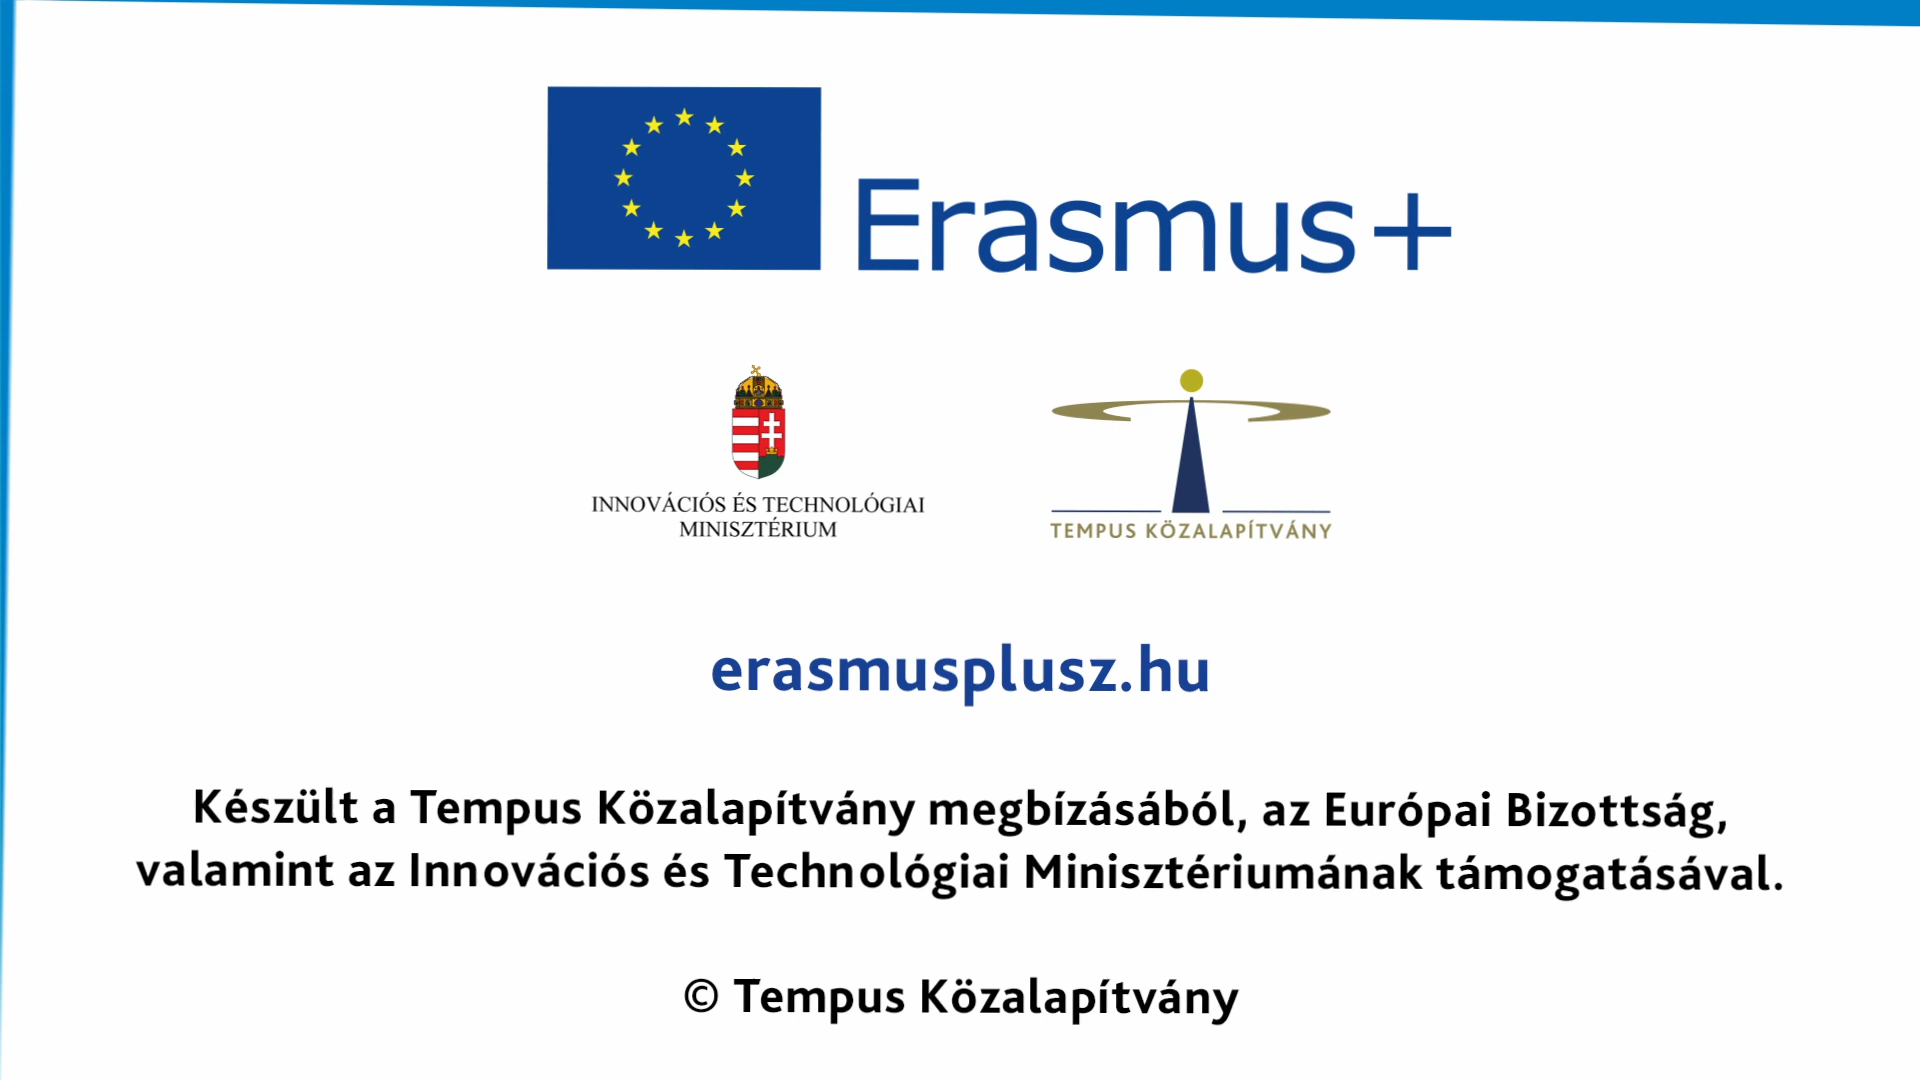 Erasmus+
INNOVÁCIÓS ÉS TECHNOLÓGIAI
MINISZTÉRIUM
TEMPUS KÖZALAPÍTVÁNY
erasmusplusz.hu
Készült a Tempus Közalapítvány megbízásából, az Európai Bizottság,
valamint az Innovációs és Technológiai Minisztériumának támogatásával.
© Tempus Közalapítvány